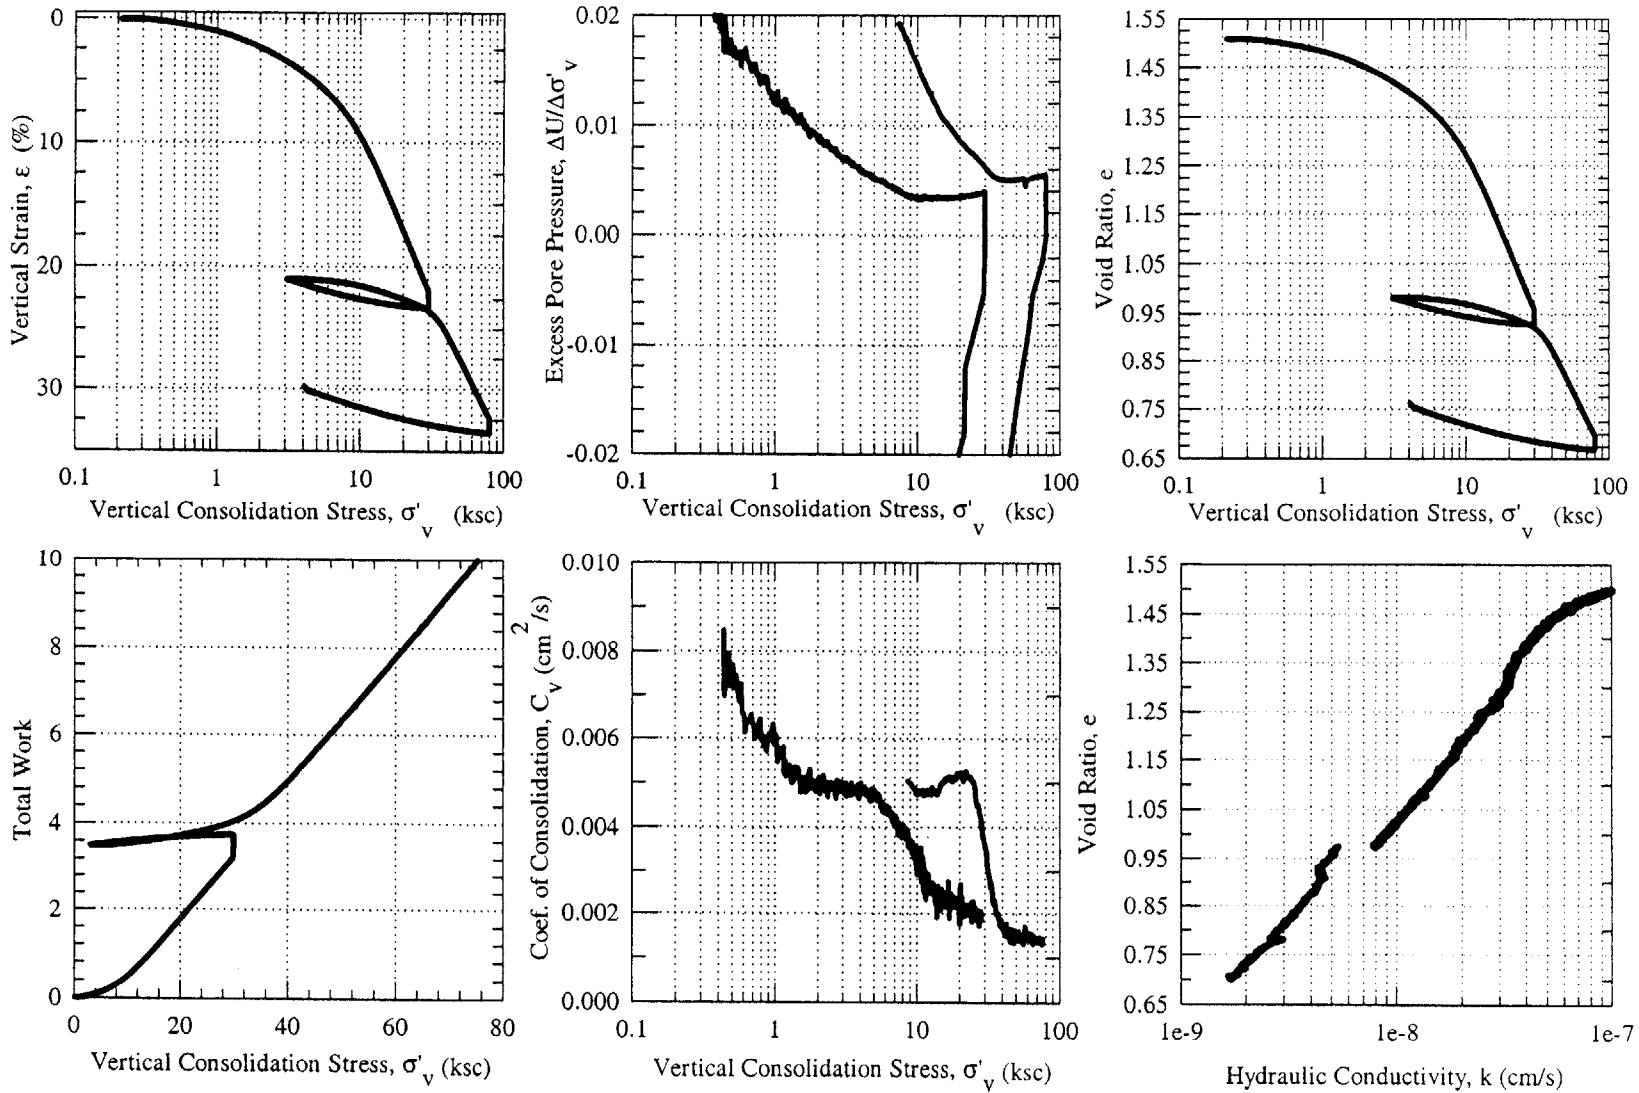 0
10
20
30
Vertical Strain, ε (%)
0.1 1 10 100
Vertical Consolidation Stress, σ'v (ksc)
0.02
0.01
0.00
-0.01
-0.02
Excess Pore Pressure, ΔU/Δσ'v
0.1 1 10 100
Vertical Consolidation Stress, σ'v (ksc)
1.55
1.45
1.35
1.25
1.15
1.05
0.95
0.85
0.75
0.65
Void Ratio, e
0.1 1 10 100
Vertical Consolidation Stress, σ'v (ksc)
10
8
6
4
2
0
Total Work
0 20 40 60 80
Vertical Consolidation Stress, σ'v (ksc)
0.010
0.008
0.006
0.004
0.002
0.000
Coef. of Consolidation, Cv (cm²/s)
0.1 1 10 100
Vertical Consolidation Stress, σ'v (ksc)
1.55
1.45
1.35
1.25
1.15
1.05
0.95
0.85
0.75
0.65
Void Ratio, e
1e-9 1e-8 1e-7
Hydraulic Conductivity, k (cm/s)